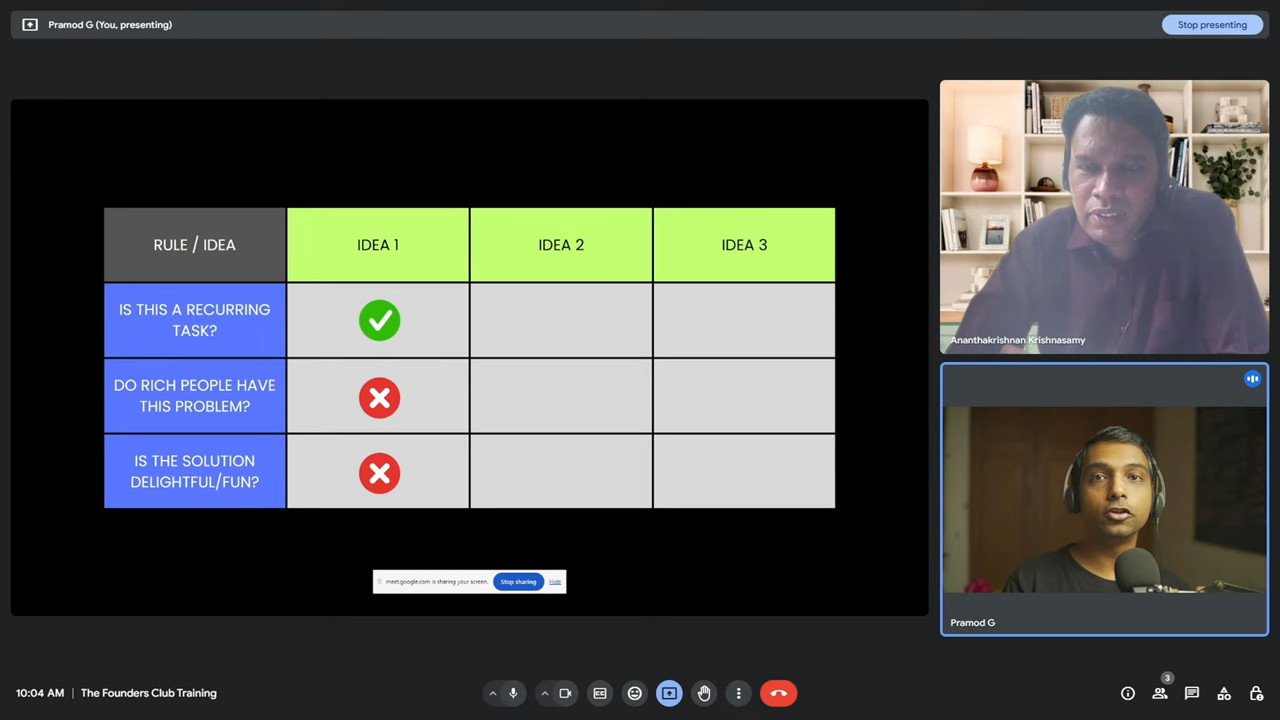 Pramod G (You, presenting)
Stop presenting
RULE / IDEA
IDEA 1
IDEA 2
IDEA 3
IS THIS A RECURRING
TASK?
DO RICH PEOPLE HAVE
THIS PROBLEM?
IS THE SOLUTION
DELIGHTFUL/FUN?
meet.google.com is sharing your screen.
Stop sharing
Hide
Ananthakrishnan Krishnasamy
Pramod G
10:04 AM | The Founders Club Training
3